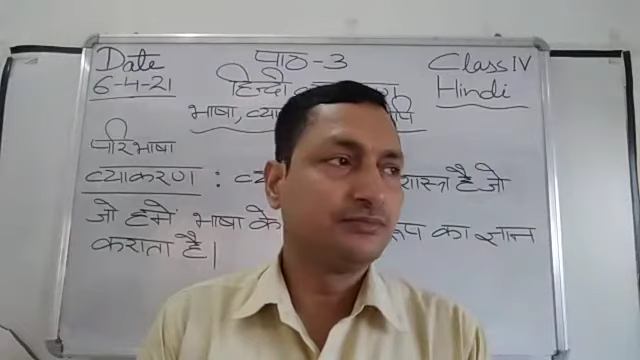 Date
6-4-21
पाठ-3
Class IV
Hindi
हिन्दी
भाषा,
परिभाषा
व्याकरण : है जो
जो हमें भाषा के रूप का ज्ञान
कराता है।